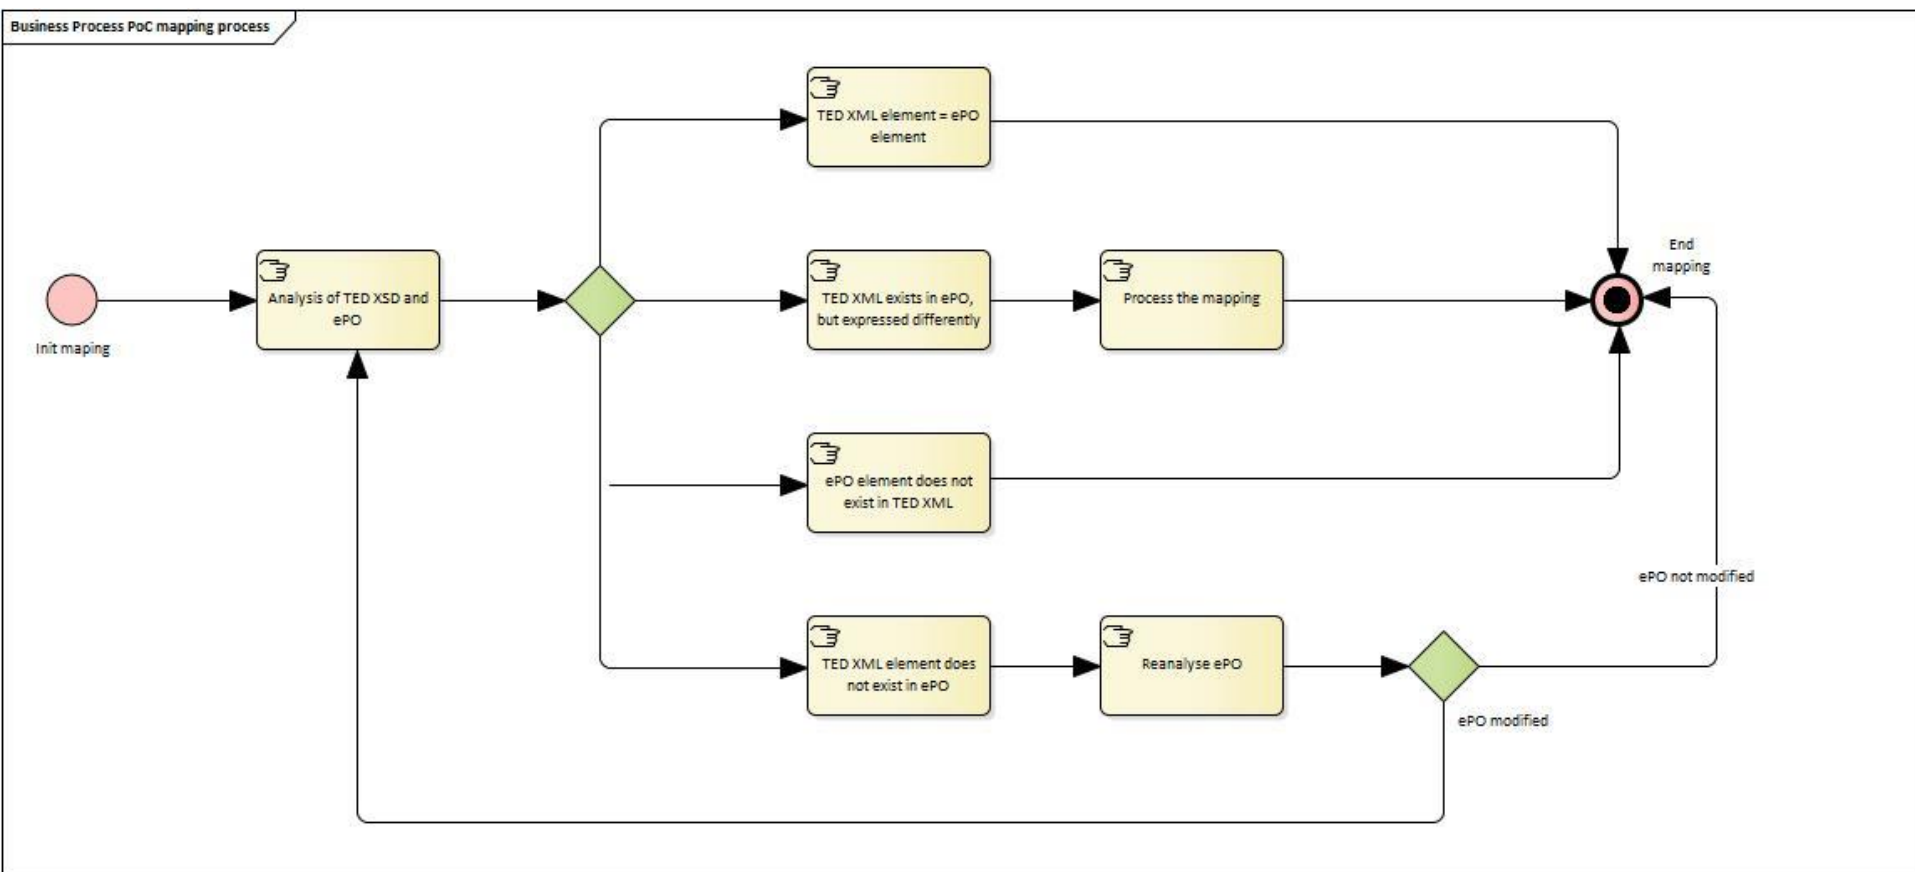 Business Process PoC mapping process
TED XML element = ePO
element
End
mapping
Analysis of TED XSD and
ePO
TED XML exists in ePO,
but expressed differently
Process the mapping
Init maping
ePO element does not
exist in TED XML
ePO not modified
TED XML element does
not exist in ePO
Reanalyse ePO
ePO modified